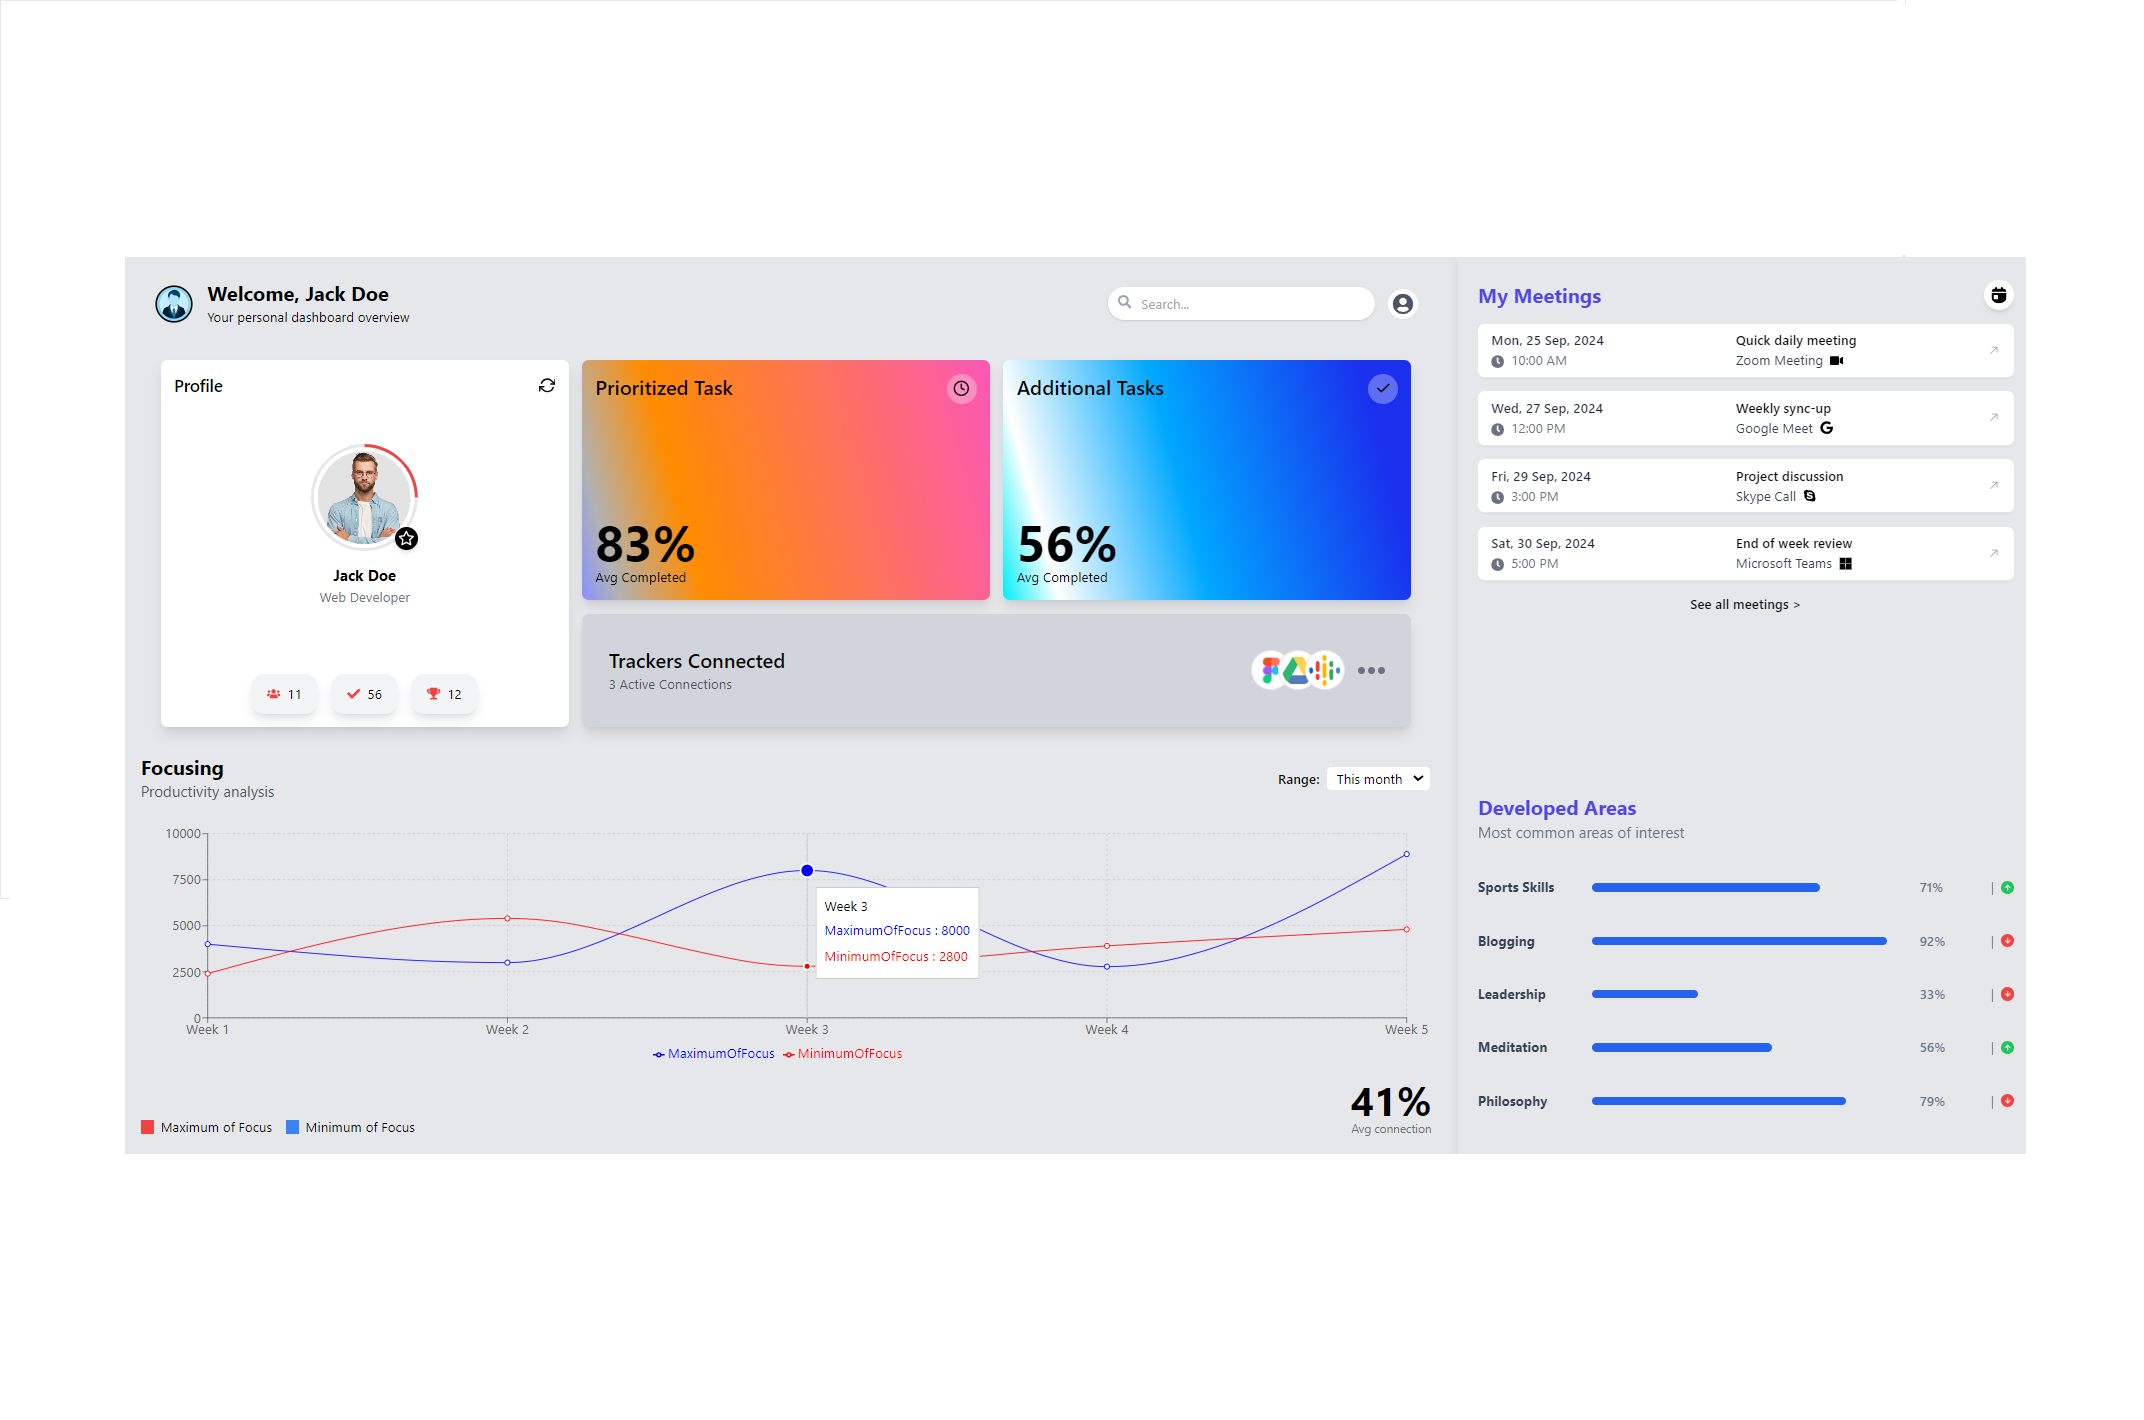 Welcome, Jack Doe
Your personal dashboard overview
Search...
Profile
Jack Doe
Web Developer
11
56
12
Prioritized Task
83%
Avg Completed
Additional Tasks
56%
Avg Completed
Trackers Connected
3 Active Connections
Focusing
Productivity analysis
Range: This month
10000
7500
5000
2500
0
Week 1
Week 2
Week 3
Week 4
Week 5
Week 3
MaximumOfFocus : 8000
MinimumOfFocus : 2800
MaximumOfFocus MinimumOfFocus
Maximum of Focus Minimum of Focus
41%
Avg connection
My Meetings
Mon, 25 Sep, 2024
10:00 AM
Quick daily meeting
Zoom Meeting
Wed, 27 Sep, 2024
12:00 PM
Weekly sync-up
Google Meet
Fri, 29 Sep, 2024
3:00 PM
Project discussion
Skype Call
Sat, 30 Sep, 2024
5:00 PM
End of week review
Microsoft Teams
See all meetings >
Developed Areas
Most common areas of interest
Sports Skills 71% |
Blogging 92% |
Leadership 33% |
Meditation 56% |
Philosophy 79% |